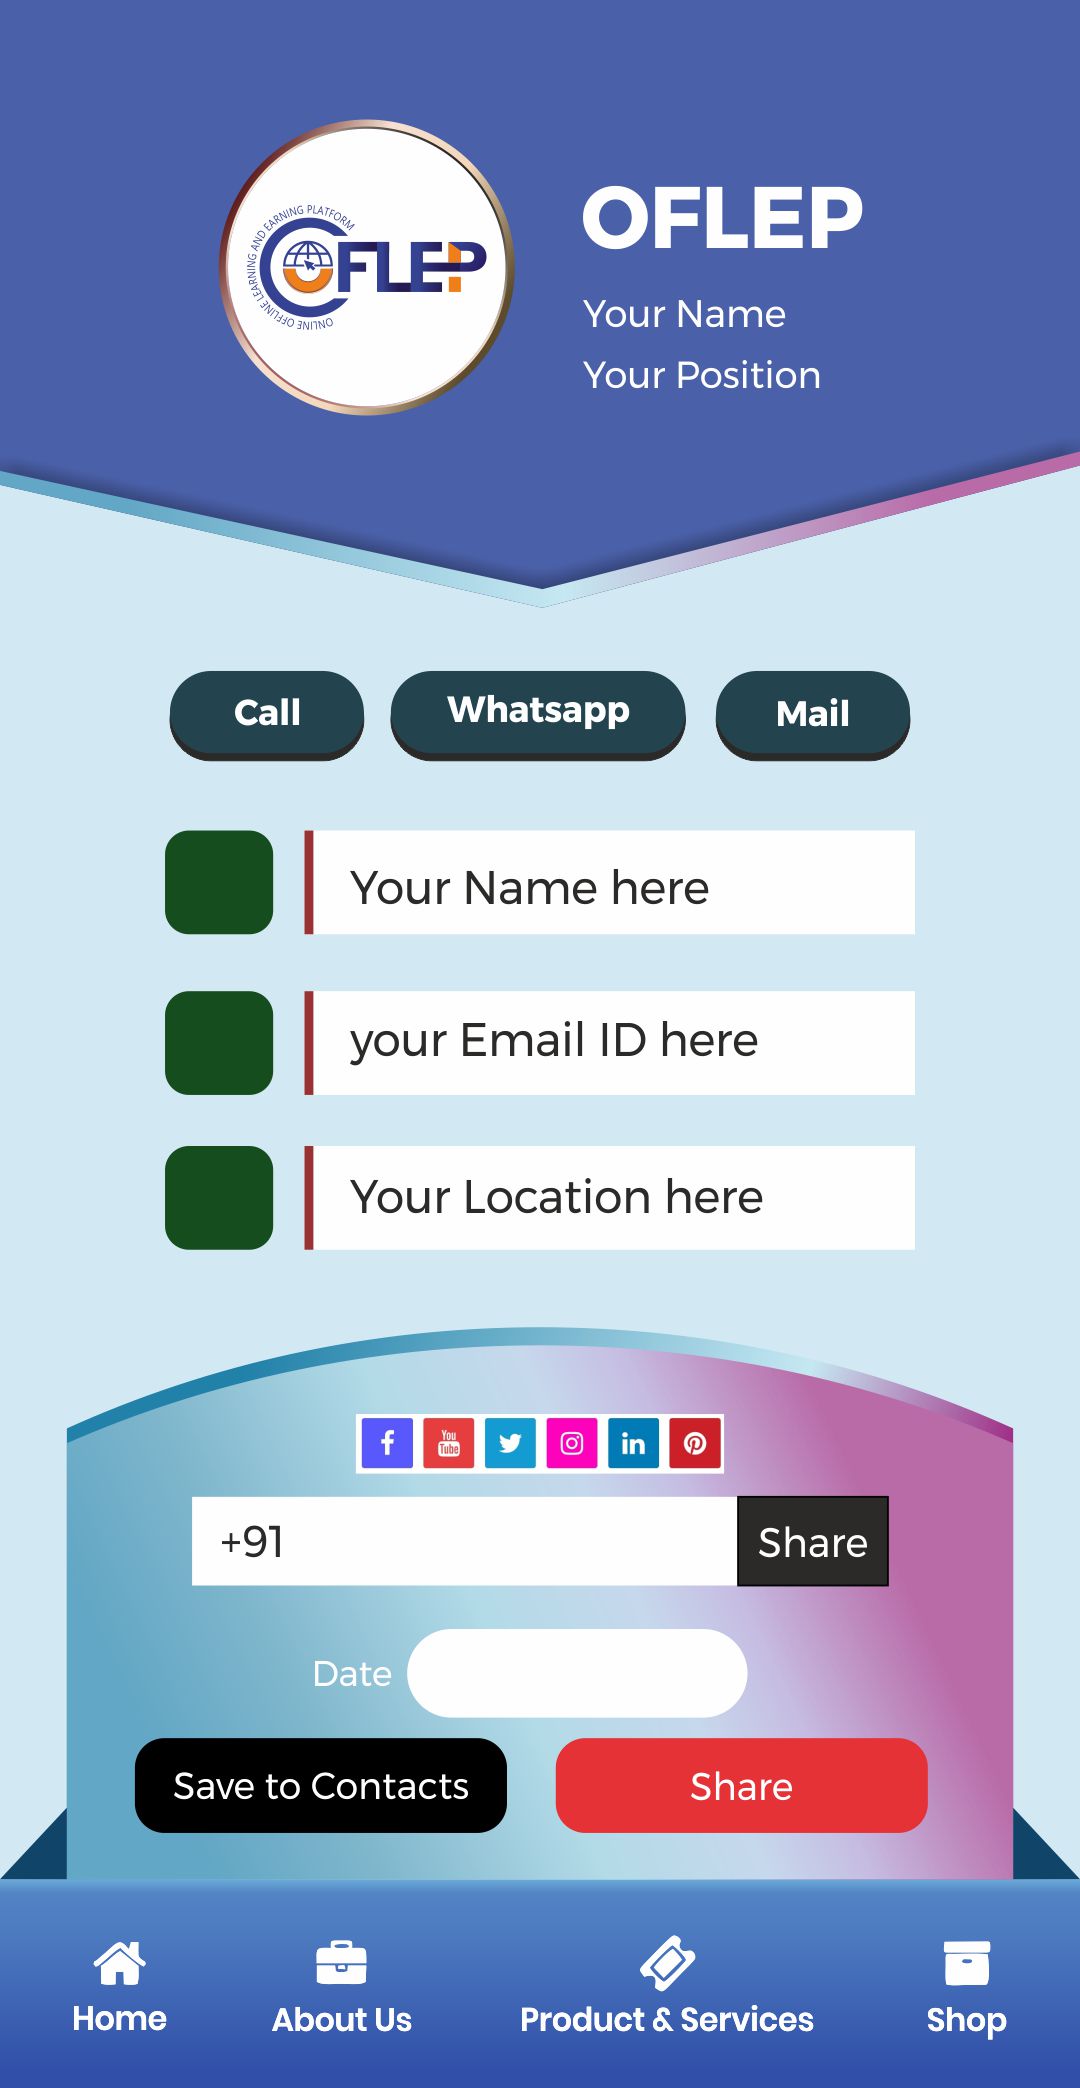 ONLINE OFFLINE LEARNING AND EARNING PLATFORM
OFLEP
OFLEP
Your Name
Your Position
Call
Whatsapp
Mail
Your Name here
your Email ID here
Your Location here
You
Tube
in
+91
Share
Date
Save to Contacts
Share
Home
About Us
Product & Services
Shop